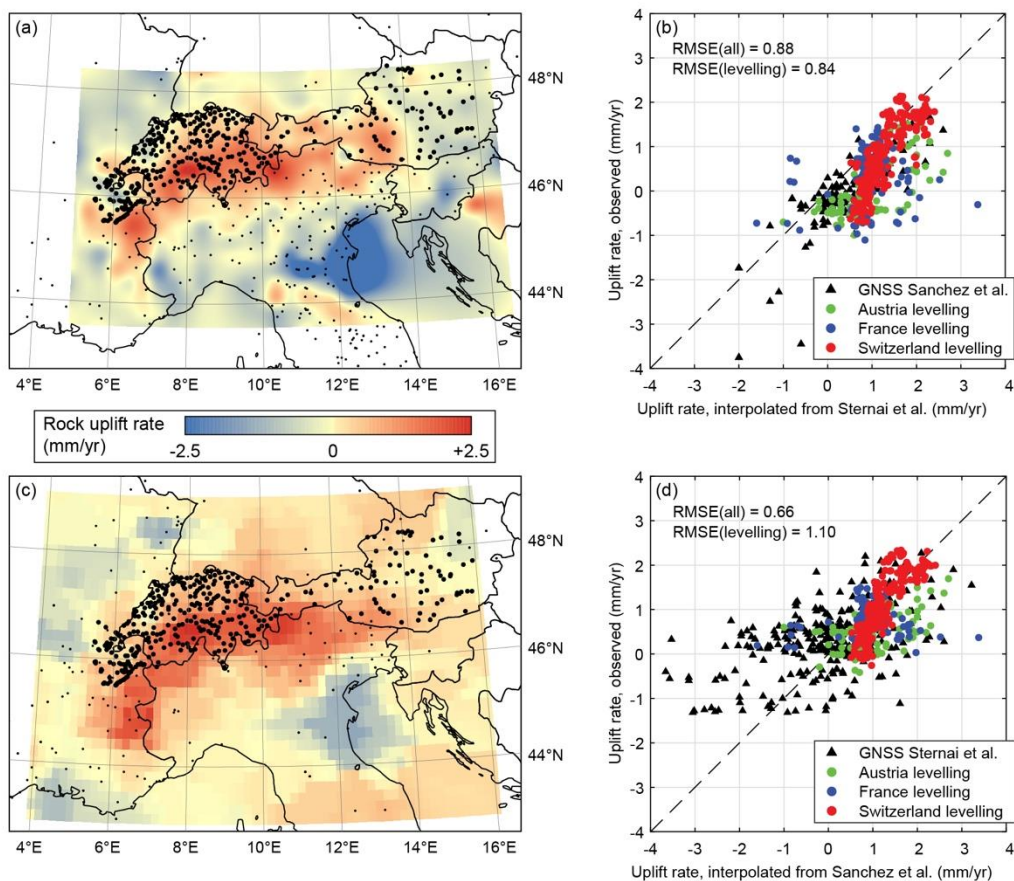 (a)
48°N
46°N
44°N
4°E 6°E 8°E 10°E 12°E 14°E 16°E
Rock uplift rate
(mm/yr)
-2.5 0 +2.5
(b)
RMSE(all) = 0.88
RMSE(levelling) = 0.84
Uplift rate, observed (mm/yr)
4
3
2
1
0
-1
-2
-3
-4
GNSS Sanchez et al.
Austria levelling
France levelling
Switzerland levelling
-4 -3 -2 -1 0 1 2 3 4
Uplift rate, interpolated from Sternai et al. (mm/yr)
(c)
48°N
46°N
44°N
4°E 6°E 8°E 10°E 12°E 14°E 16°E
(d)
RMSE(all) = 0.66
RMSE(levelling) = 1.10
Uplift rate, observed (mm/yr)
4
3
2
1
0
-1
-2
-3
-4
GNSS Sternai et al.
Austria levelling
France levelling
Switzerland levelling
-4 -3 -2 -1 0 1 2 3 4
Uplift rate, interpolated from Sanchez et al. (mm/yr)